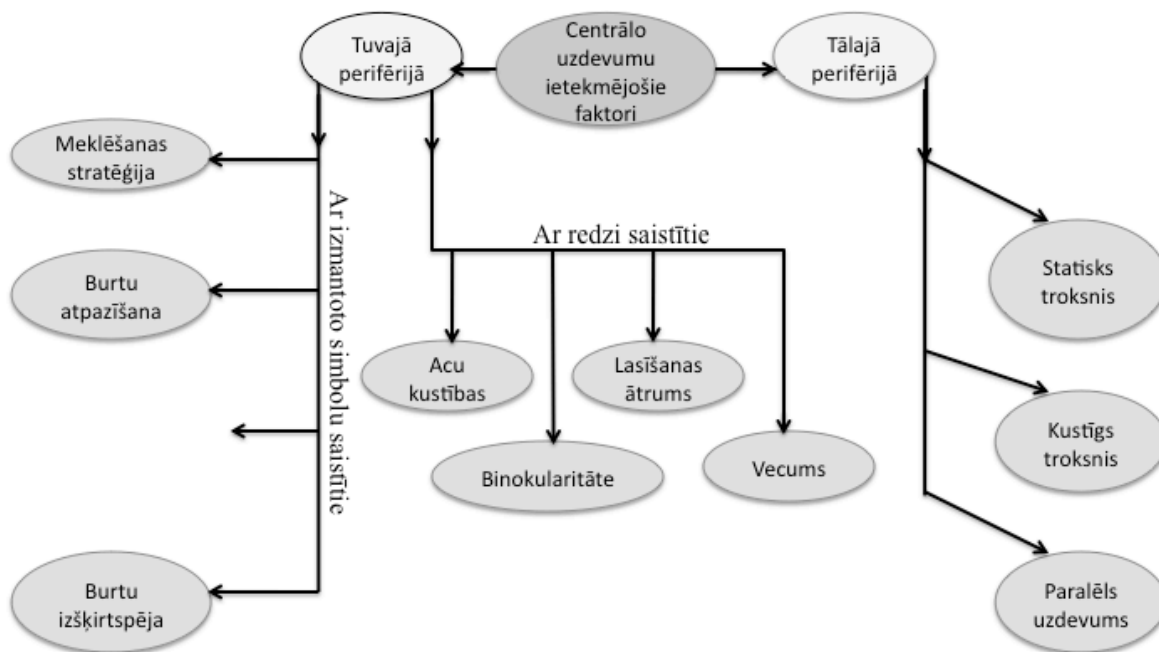 Tuvajā
perifērijā
Centrālo
uzdevumu
ietekmējošie
faktori
Tālajā
perifērijā
Meklēšanas
stratēģija
Burtu
atpazīšana
Burtu
izšķirtspēja
Ar izmantoto simbolu saistītie
Ar redzi saistītie
Acu
kustības
Binokularitāte
Lasīšanas
ātrums
Vecums
Statisks
troksnis
Kustīgs
troksnis
Paralēls
uzdevums